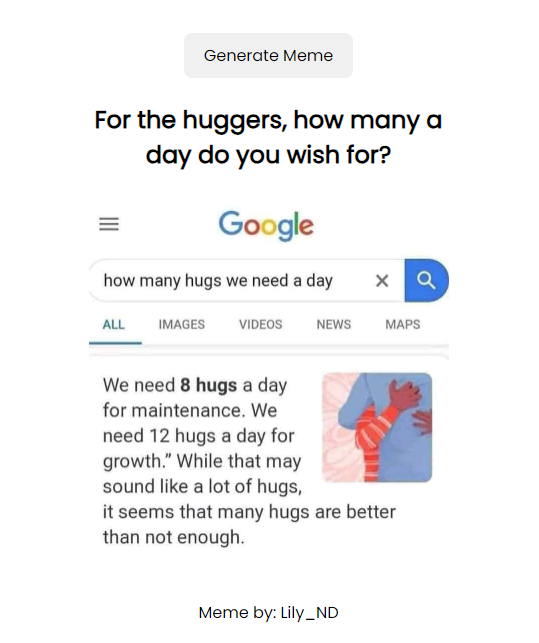 Generate Meme
For the huggers, how many a
day do you wish for?
Google
how many hugs we need a day
ALL IMAGES VIDEOS NEWS MAPS
We need 8 hugs a day
for maintenance. We
need 12 hugs a day for
growth.” While that may
sound like a lot of hugs,
it seems that many hugs are better
than not enough.
Meme by: Lily_ND